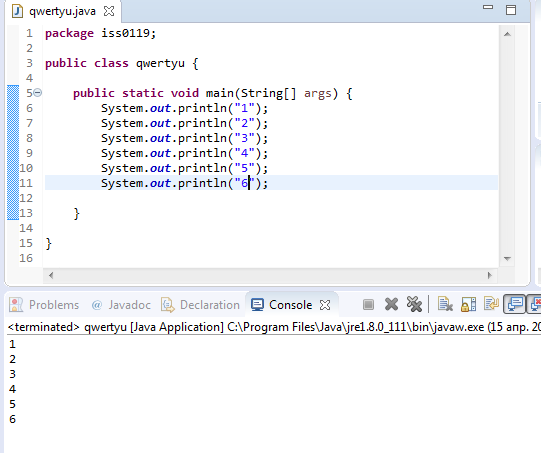 qwertyu.java
1 package iss0119;
2
3 public class qwertyu {
4
5 public static void main(String[] args) {
6 System.out.println("1");
7 System.out.println("2");
8 System.out.println("3");
9 System.out.println("4");
10 System.out.println("5");
11 System.out.println("6");
12
13 }
14
15 }
16
Problems @ Javadoc Declaration Console
<terminated> qwertyu [Java Application] C:\Program Files\Java\jre1.8.0_111\bin\javaw.exe (15 апр. 20
1
2
3
4
5
6